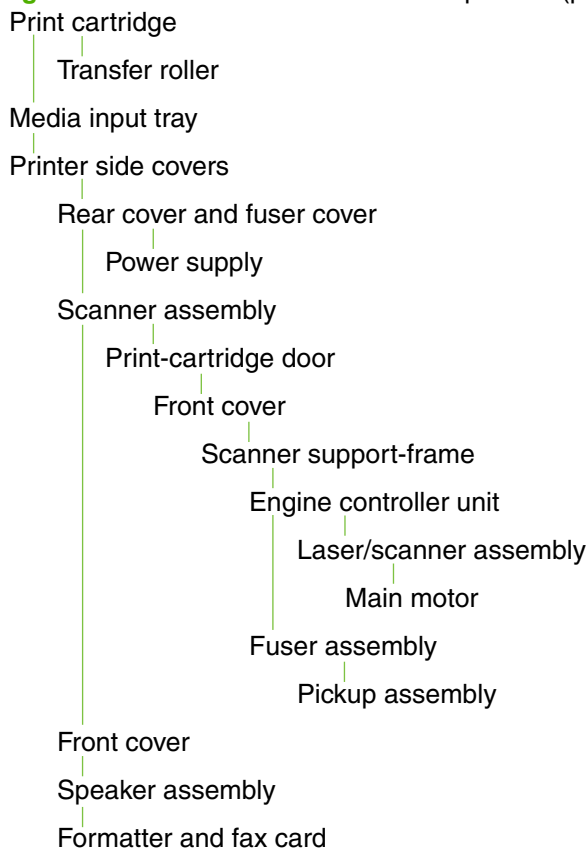 Print cartridge
Transfer roller
Media input tray
Printer side covers
Rear cover and fuser cover
Power supply
Scanner assembly
Print-cartridge door
Front cover
Scanner support-frame
Engine controller unit
Laser/scanner assembly
Main motor
Fuser assembly
Pickup assembly
Front cover
Speaker assembly
Formatter and fax card